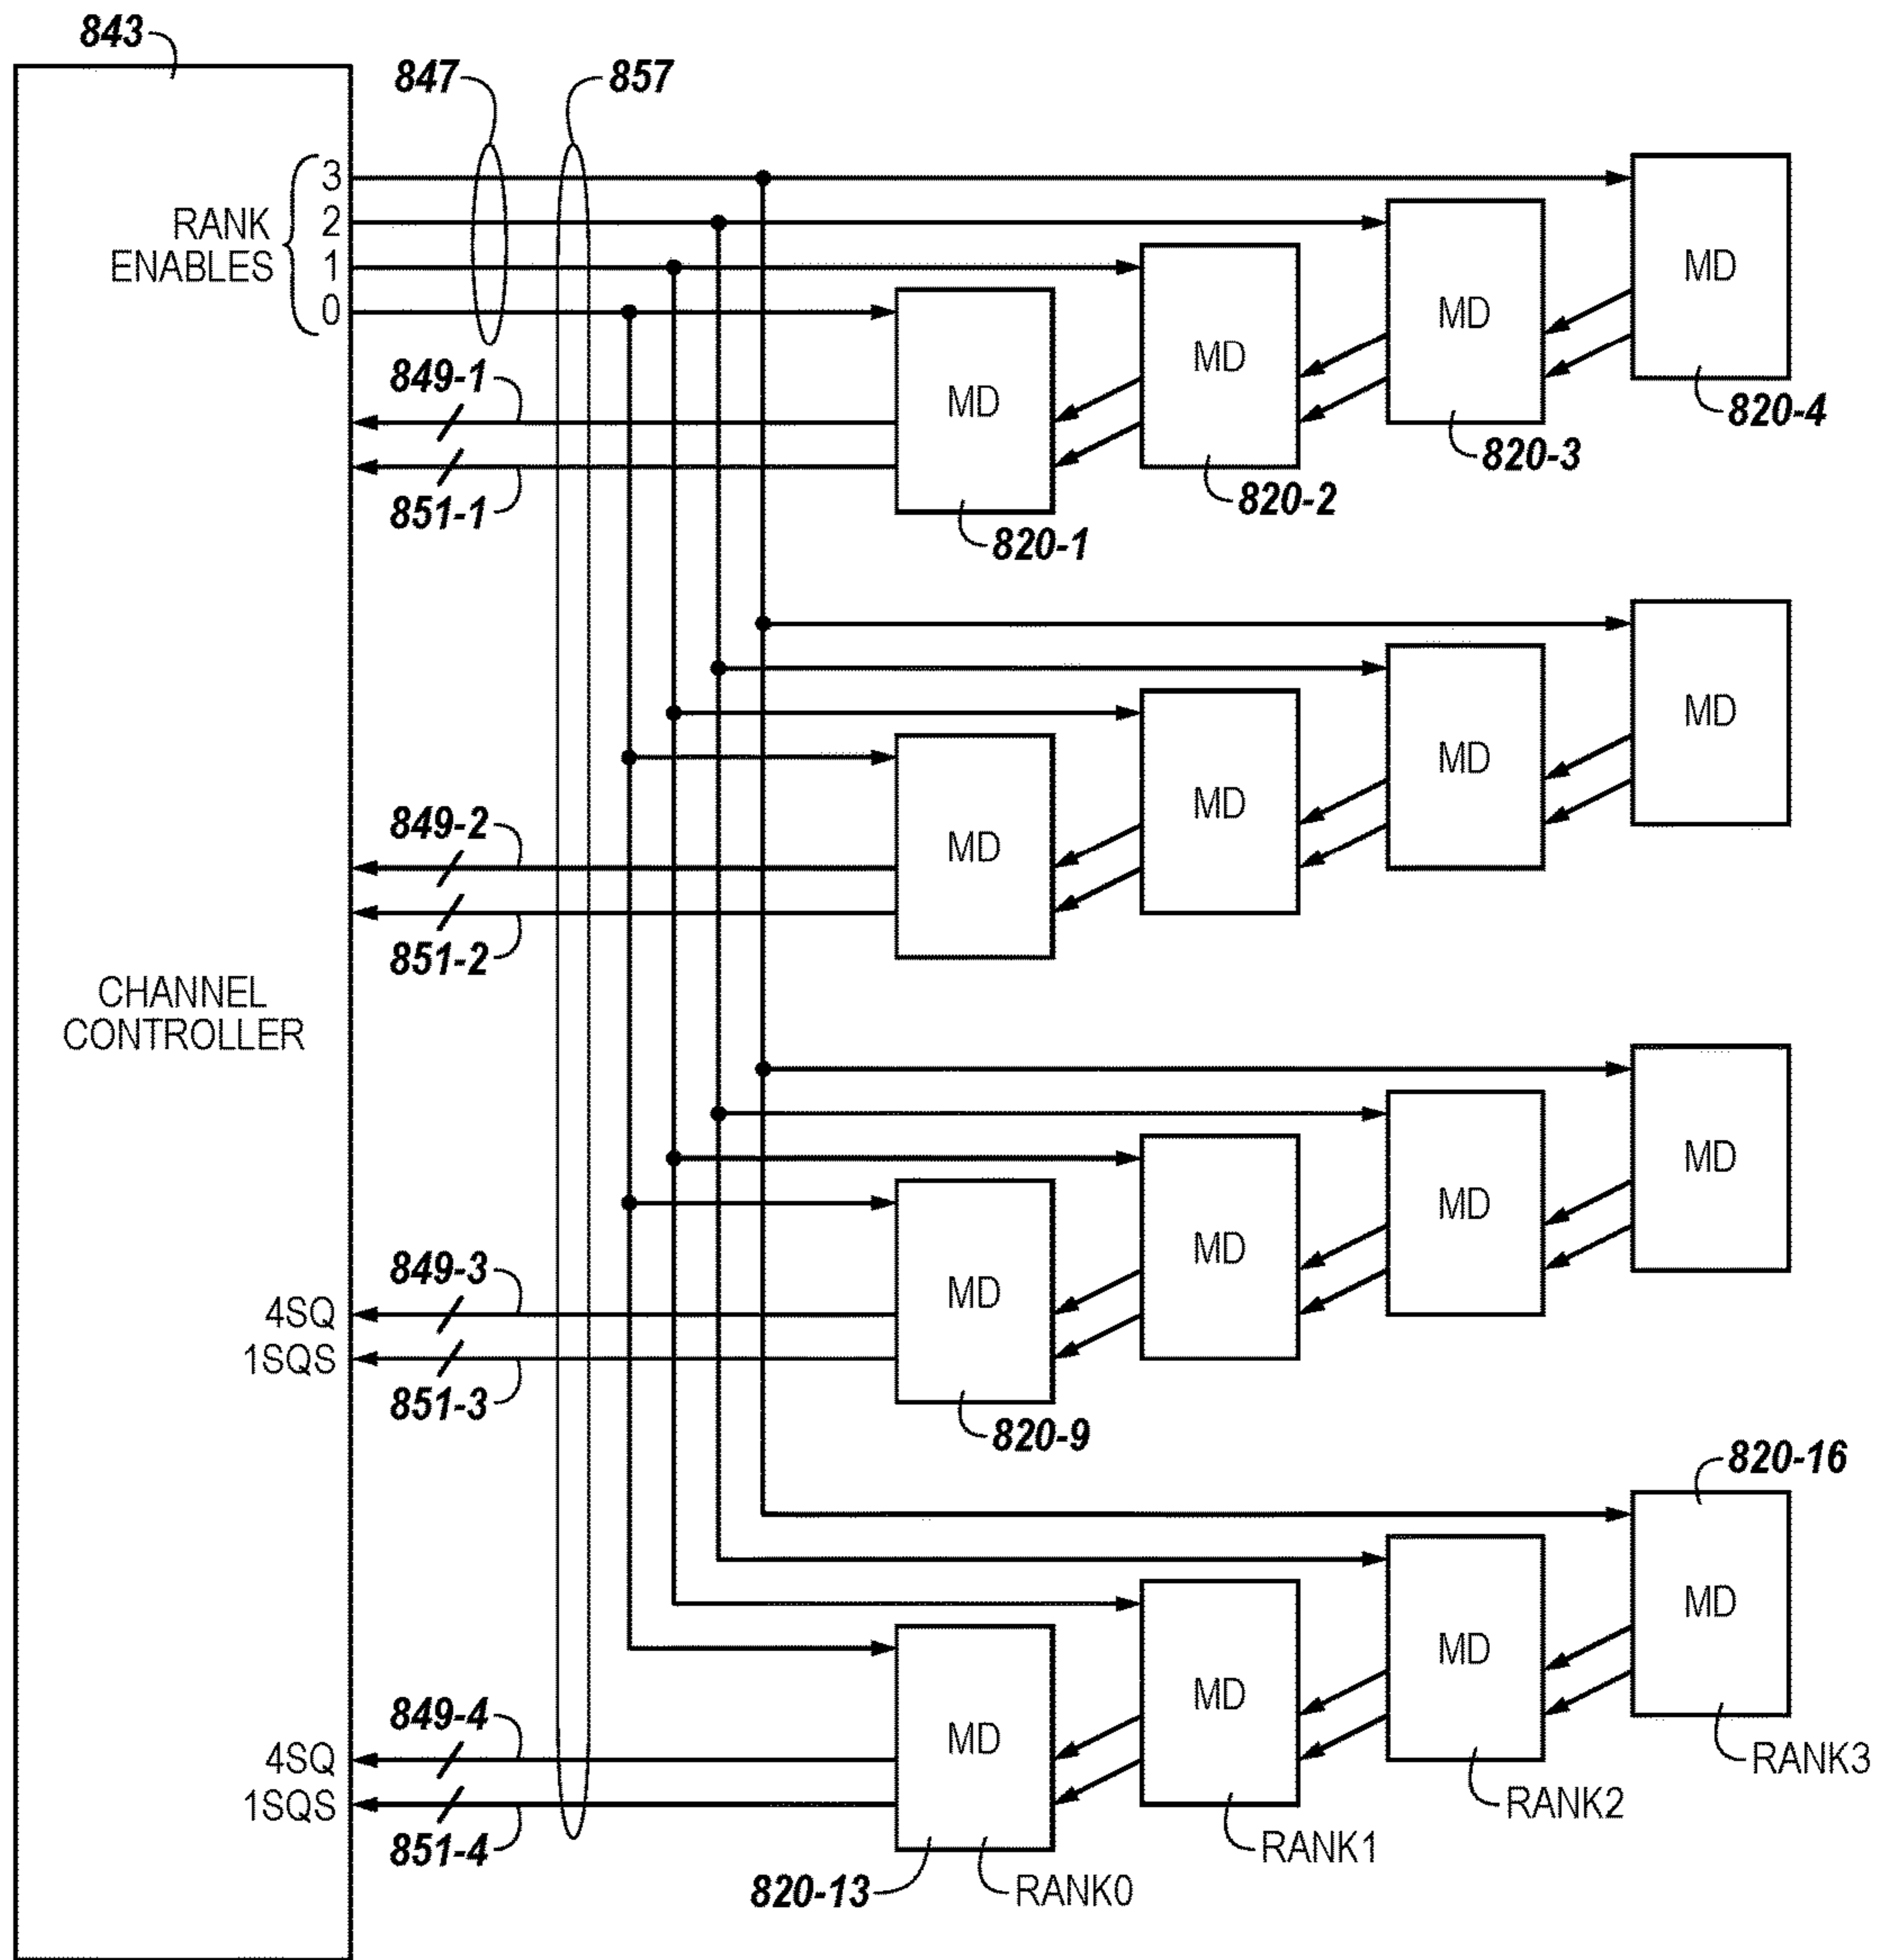 843
847
857
3
RANK
ENABLES
2
1
0
MD
MD
MD
MD
820-4
820-3
820-2
820-1
849-1
851-1
MD
MD
MD
MD
849-2
851-2
CHANNEL
CONTROLLER
MD
MD
MD
MD
849-3
4SQ
1SQS
851-3
820-9
820-16
MD
MD
MD
MD
849-4
4SQ
1SQS
851-4
RANK3
RANK2
RANK1
820-13
RANK0